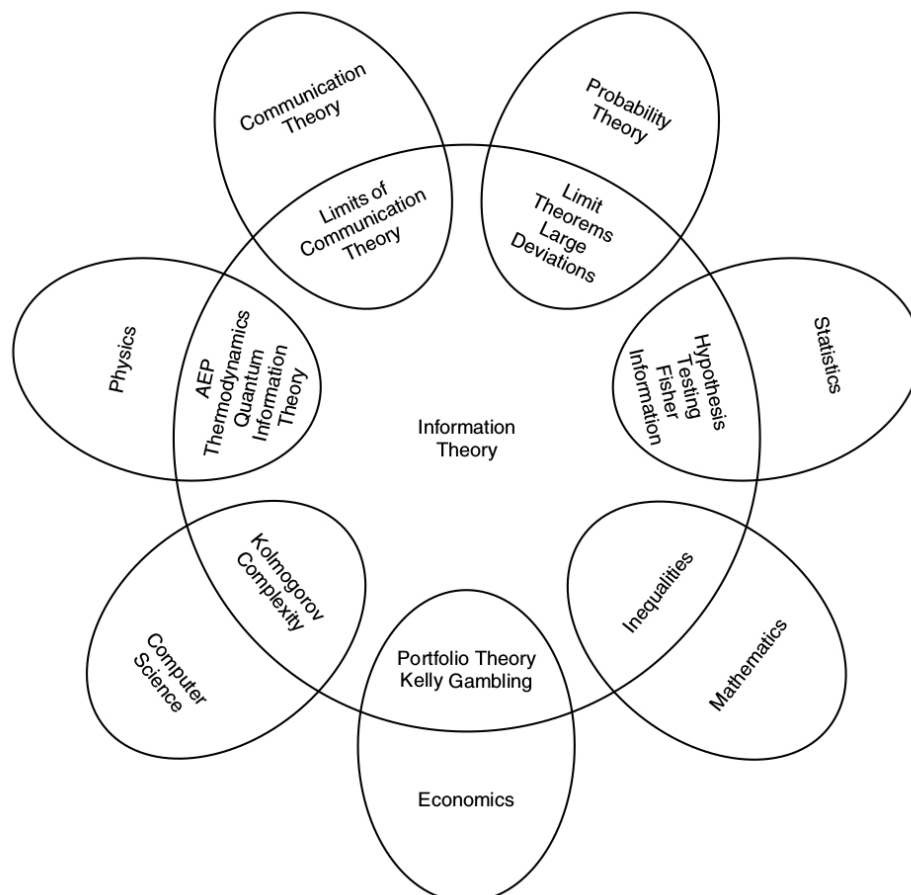 Communication
Theory
Probability
Theory
Limits of
Communication
Theory
Limit
Theorems
Large
Deviations
Physics
AEP
Thermodynamics
Quantum
Information
Theory
Hypothesis
Testing
Fisher
Information
Statistics
Information
Theory
Kolmogorov
Complexity
Computer
Science
Portfolio Theory
Kelly Gambling
Economics
Inequalities
Mathematics